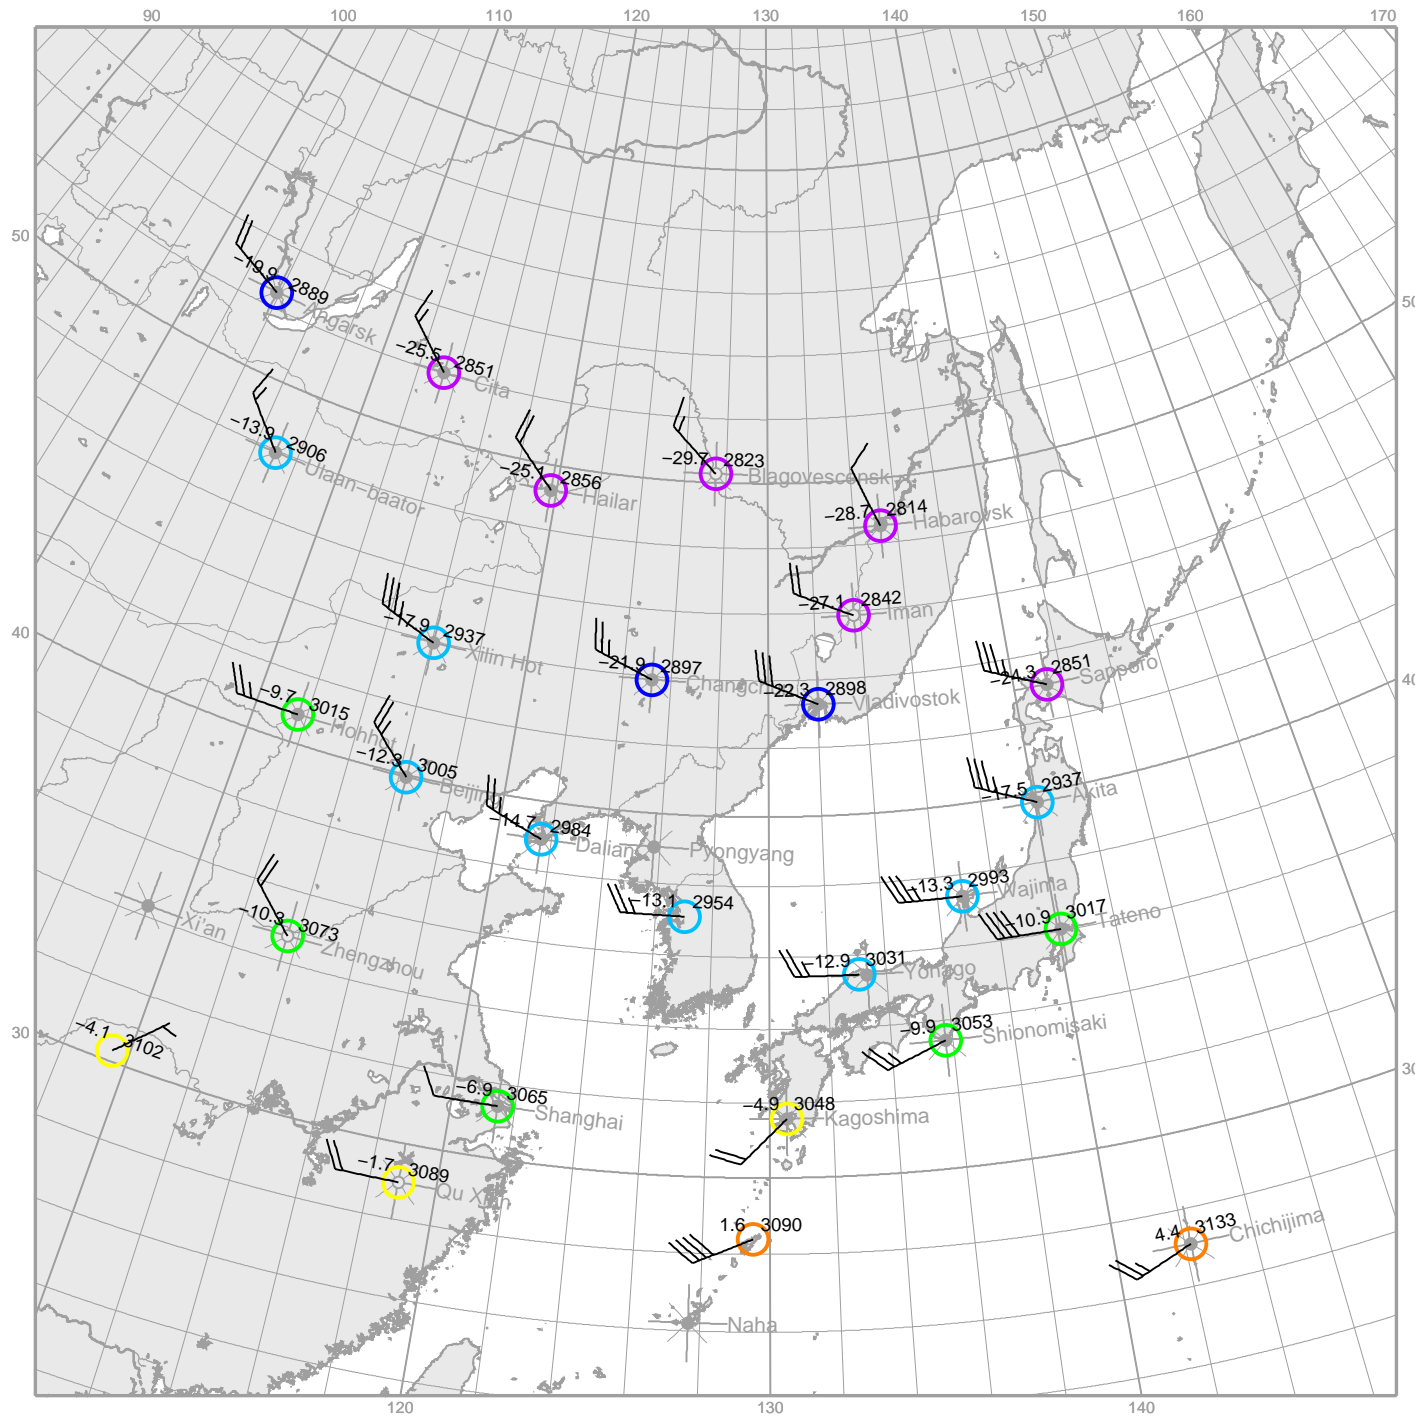 90 100 110 120 130 140 150 160 170
50
50
40
40
30
30
120 130 140
−19.9 2889 Angarsk
−25.5 2851 Cita
−13.9 2906 Ulaan−baator
−25.1 2856 Hailar
−29.7 2823 Blagovescensk
−28.7 2814 Habarovsk
−27.1 2842 Iman
−17.9 2937 Xilin Hot
−21.9 2897 Changch
−22.3 2898 Vladivostok
−24.3 2851 Sapporo
−9.7 3015 Hohhot
−12.3 3005 Beijing
−14.7 2984 Dalian
Pyongyang
−17.5 2937 Akita
−13.1 2954
−13.3 2993 Wajima
−10.9 3017 Tateno
Xi'an
−10.3 3073 Zhengzhou
−12.9 3031 Yonago
−9.9 3053 Shionomisaki
−4.1 3102
−6.9 3065 Shanghai
−4.9 3048 Kagoshima
−1.7 3089 Qu Xian
1.6 3090
4.4 3133 Chichijima
Naha